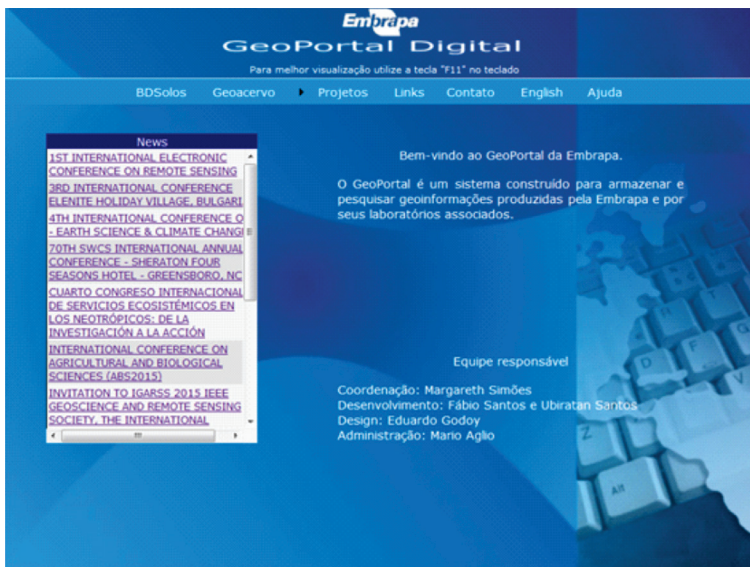 Embrapa
GeoPortal Digital
Para melhor visualização utilize a tecla "F11" no teclado
BDSolos Geoacervo Projetos Links Contato English Ajuda
News
1ST INTERNATIONAL ELECTRONIC
CONFERENCE ON REMOTE SENSING
3RD INTERNATIONAL CONFERENCE
ELENITE HOLIDAY VILLAGE, BULGARI
4TH INTERNATIONAL CONFERENCE O
- EARTH SCIENCE & CLIMATE CHANG
70TH SWCS INTERNATIONAL ANNUAL
CONFERENCE - SHERATON FOUR
SEASONS HOTEL - GREENSBORO, NC
CUARTO CONGRESO INTERNACIONAL
DE SERVICIOS ECOSISTÉMICOS EN
LOS NEOTRÓPICOS: DE LA
INVESTIGACIÓN A LA ACCIÓN
INTERNATIONAL CONFERENCE ON
AGRICULTURAL AND BIOLOGICAL
SCIENCES (ABS2015)
INVITATION TO IGARSS 2015 IEEE
GEOSCIENCE AND REMOTE SENSING
SOCIETY, THE INTERNATIONAL
Bem-vindo ao GeoPortal da Embrapa.
O GeoPortal é um sistema construído para armazenar e
pesquisar geoinformações produzidas pela Embrapa e por
seus laboratórios associados.
Equipe responsável
Coordenação: Margareth Simões
Desenvolvimento: Fábio Santos e Ubiratan Santos
Design: Eduardo Godoy
Administração: Mario Aglio
Alt